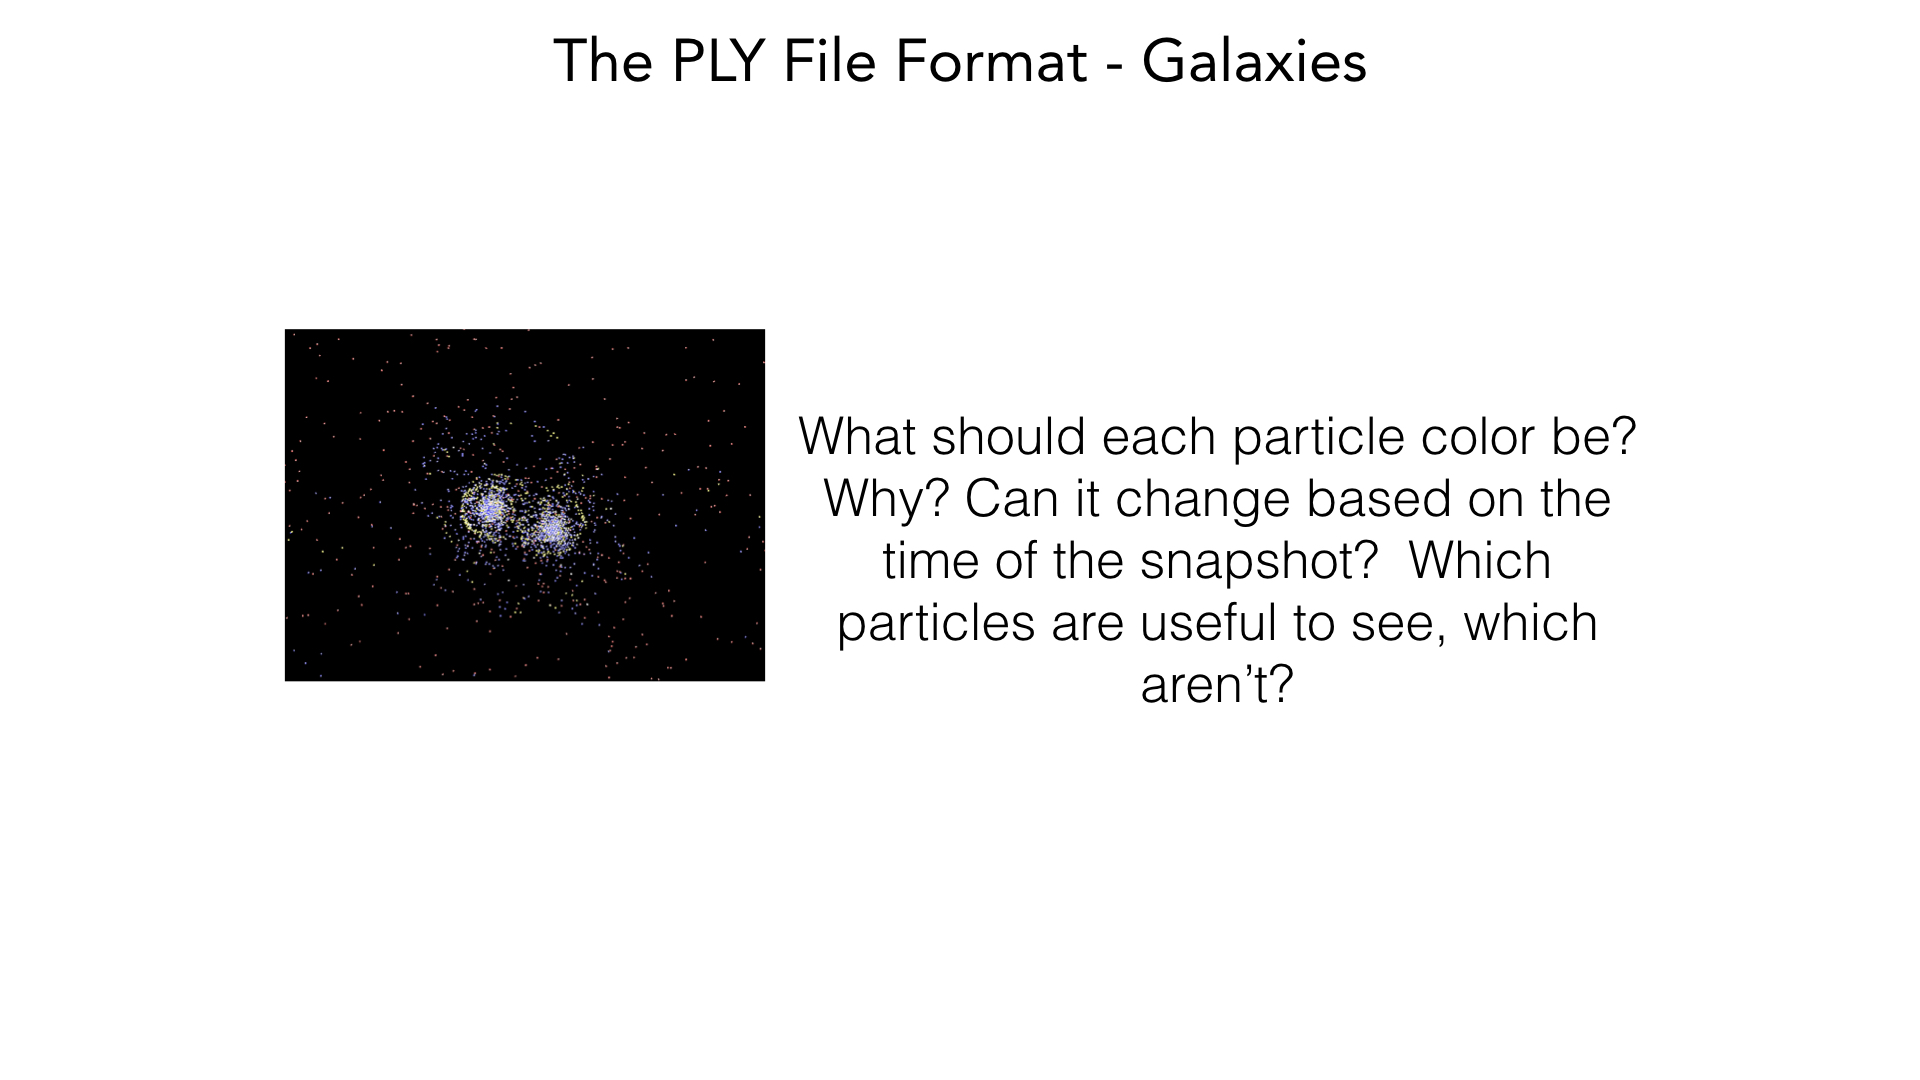 The PLY File Format - Galaxies
What should each particle color be?
Why? Can it change based on the
time of the snapshot?  Which
particles are useful to see, which
aren’t?